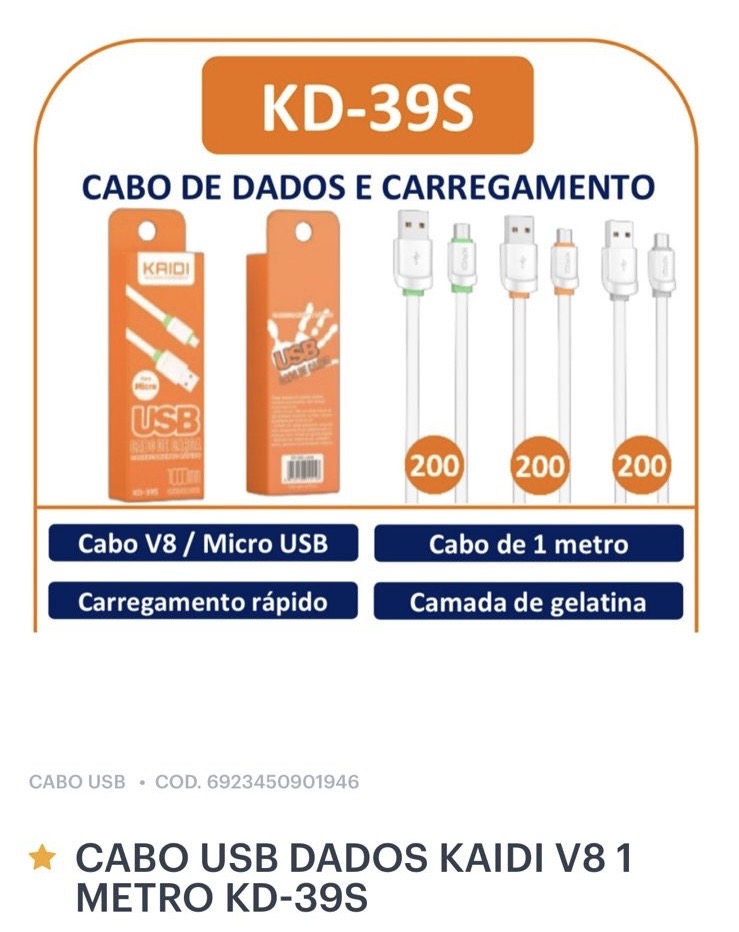 KD-39S
CABO DE DADOS E CARREGAMENTO
KAIDI
Micro
USB
1000mm
KD-39S
USB
200
200
200
Cabo V8 / Micro USB
Cabo de 1 metro
Carregamento rápido
Camada de gelatina
CABO USB • COD. 6923450901946
CABO USB DADOS KAIDI V8 1
METRO KD-39S